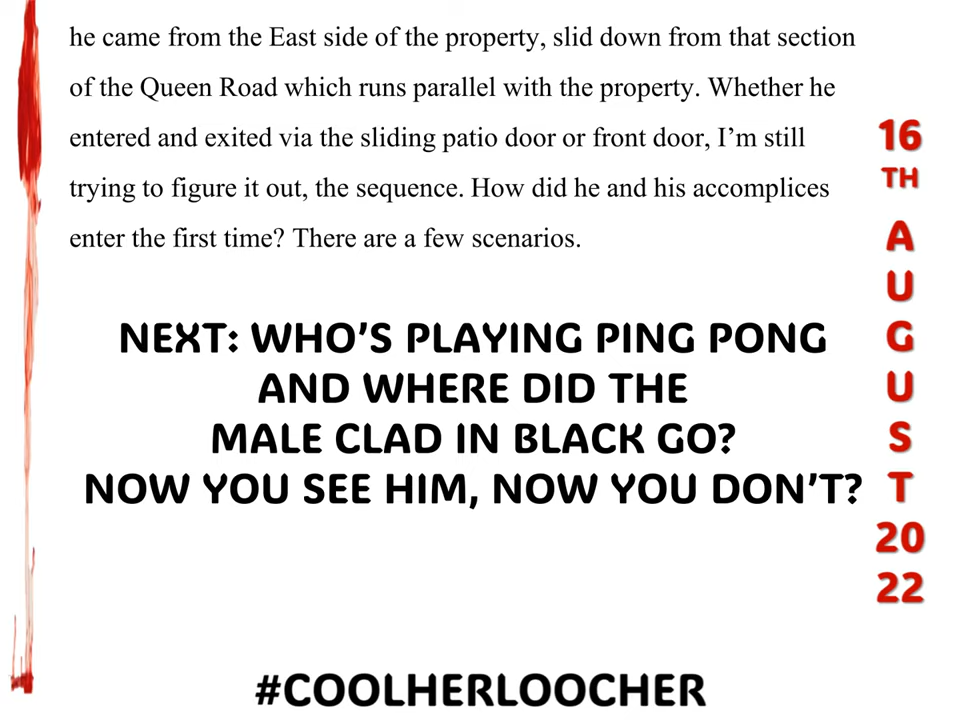 he came from the East side of the property, slid down from that section
of the Queen Road which runs parallel with the property. Whether he
entered and exited via the sliding patio door or front door, I’m still
trying to figure it out, the sequence. How did he and his accomplices
enter the first time? There are a few scenarios.
NEXT: WHO’S PLAYING PING PONG
AND WHERE DID THE
MALE CLAD IN BLACK GO?
NOW YOU SEE HIM, NOW YOU DON’T?
16
TH
A
U
G
U
S
T
20
22
#COOLHERLOOCHER